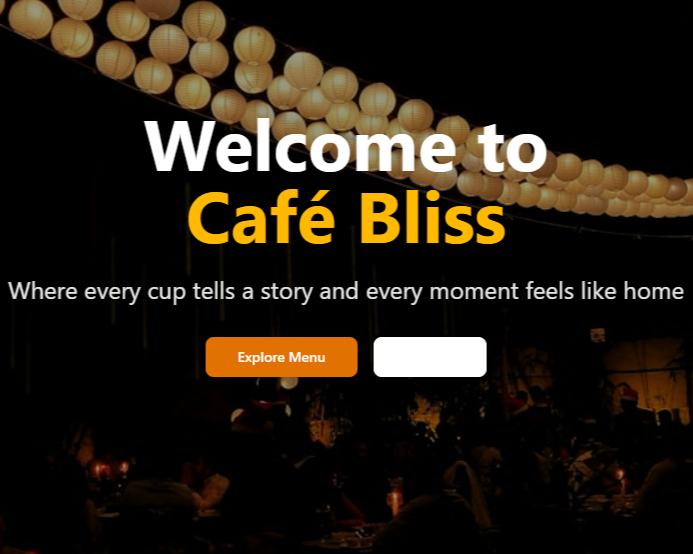 Welcome to
Café Bliss
Where every cup tells a story and every moment feels like home
Explore Menu